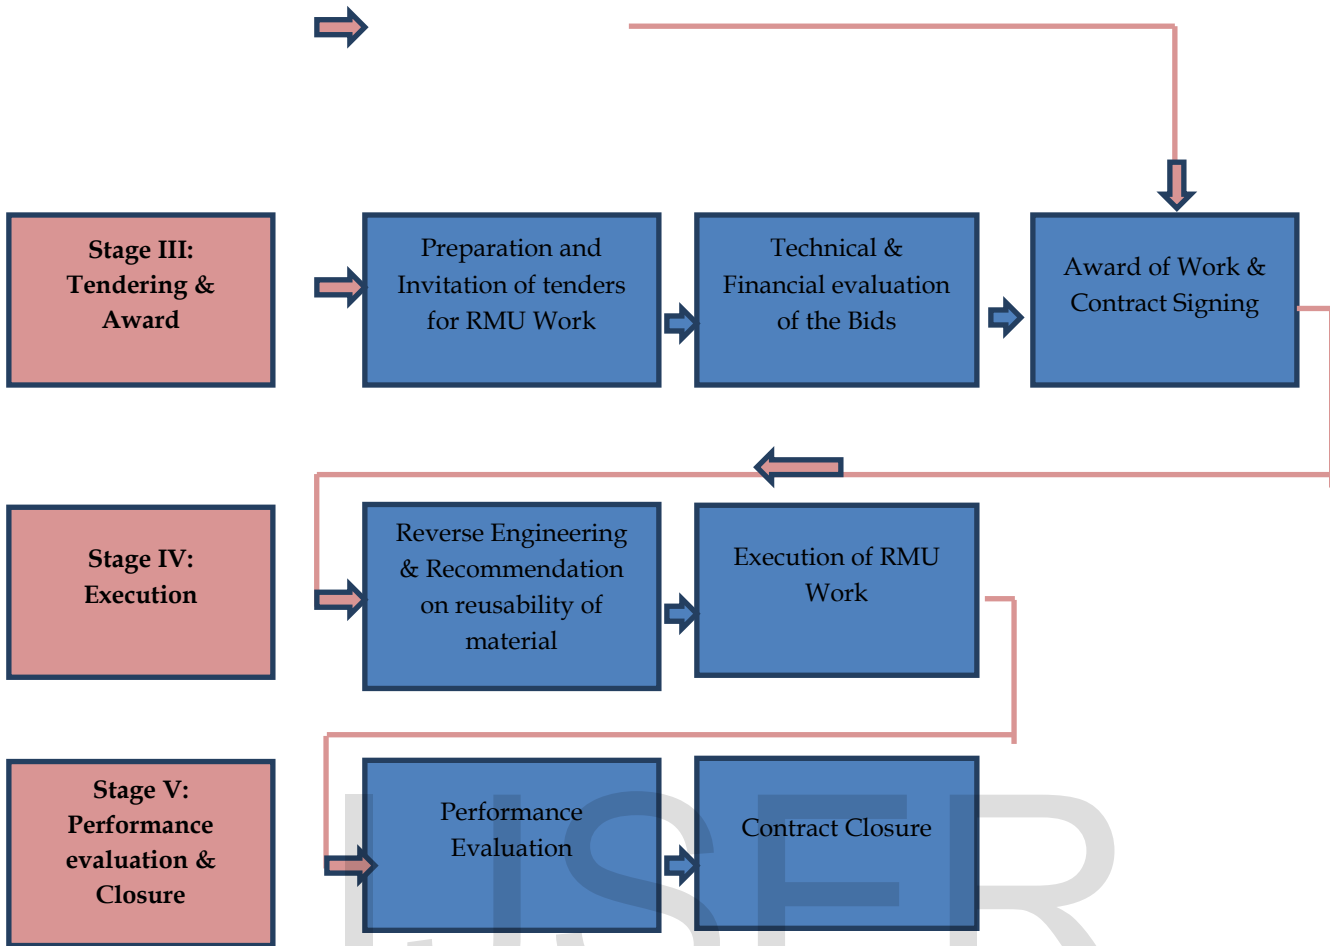 Stage III:
Tendering &
Award
Preparation and
Invitation of tenders
for RMU Work
Technical &
Financial evaluation
of the Bids
Award of Work &
Contract Signing
Stage IV:
Execution
Reverse Engineering
& Recommendation
on reusability of
material
Execution of RMU
Work
Stage V:
Performance
evaluation &
Closure
Performance
Evaluation
Contract Closure
IJSER